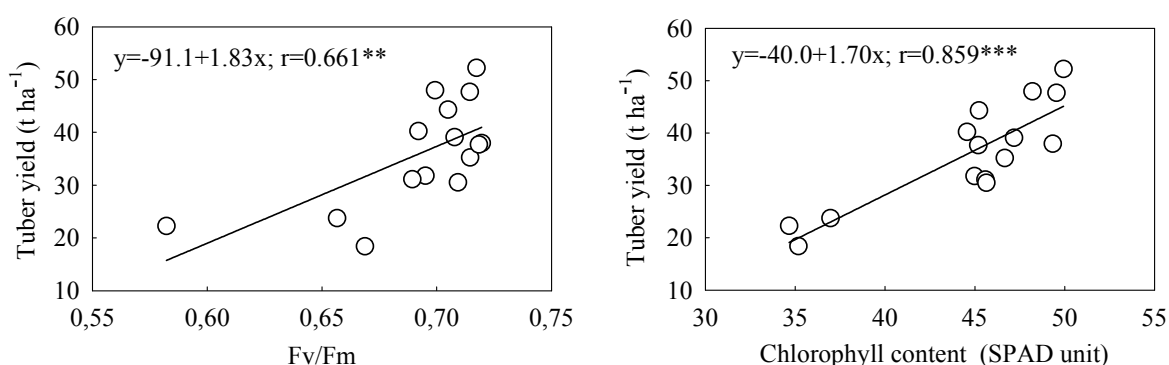 60
50
40
30
20
10
Tuber yield (t ha⁻¹)
y=-91.1+1.83x; r=0.661**
0,55 0,60 0,65 0,70 0,75
Fv/Fm
60
50
40
30
20
10
Tuber yield (t ha⁻¹)
y=-40.0+1.70x; r=0.859***
30 35 40 45 50 55
Chlorophyll content (SPAD unit)